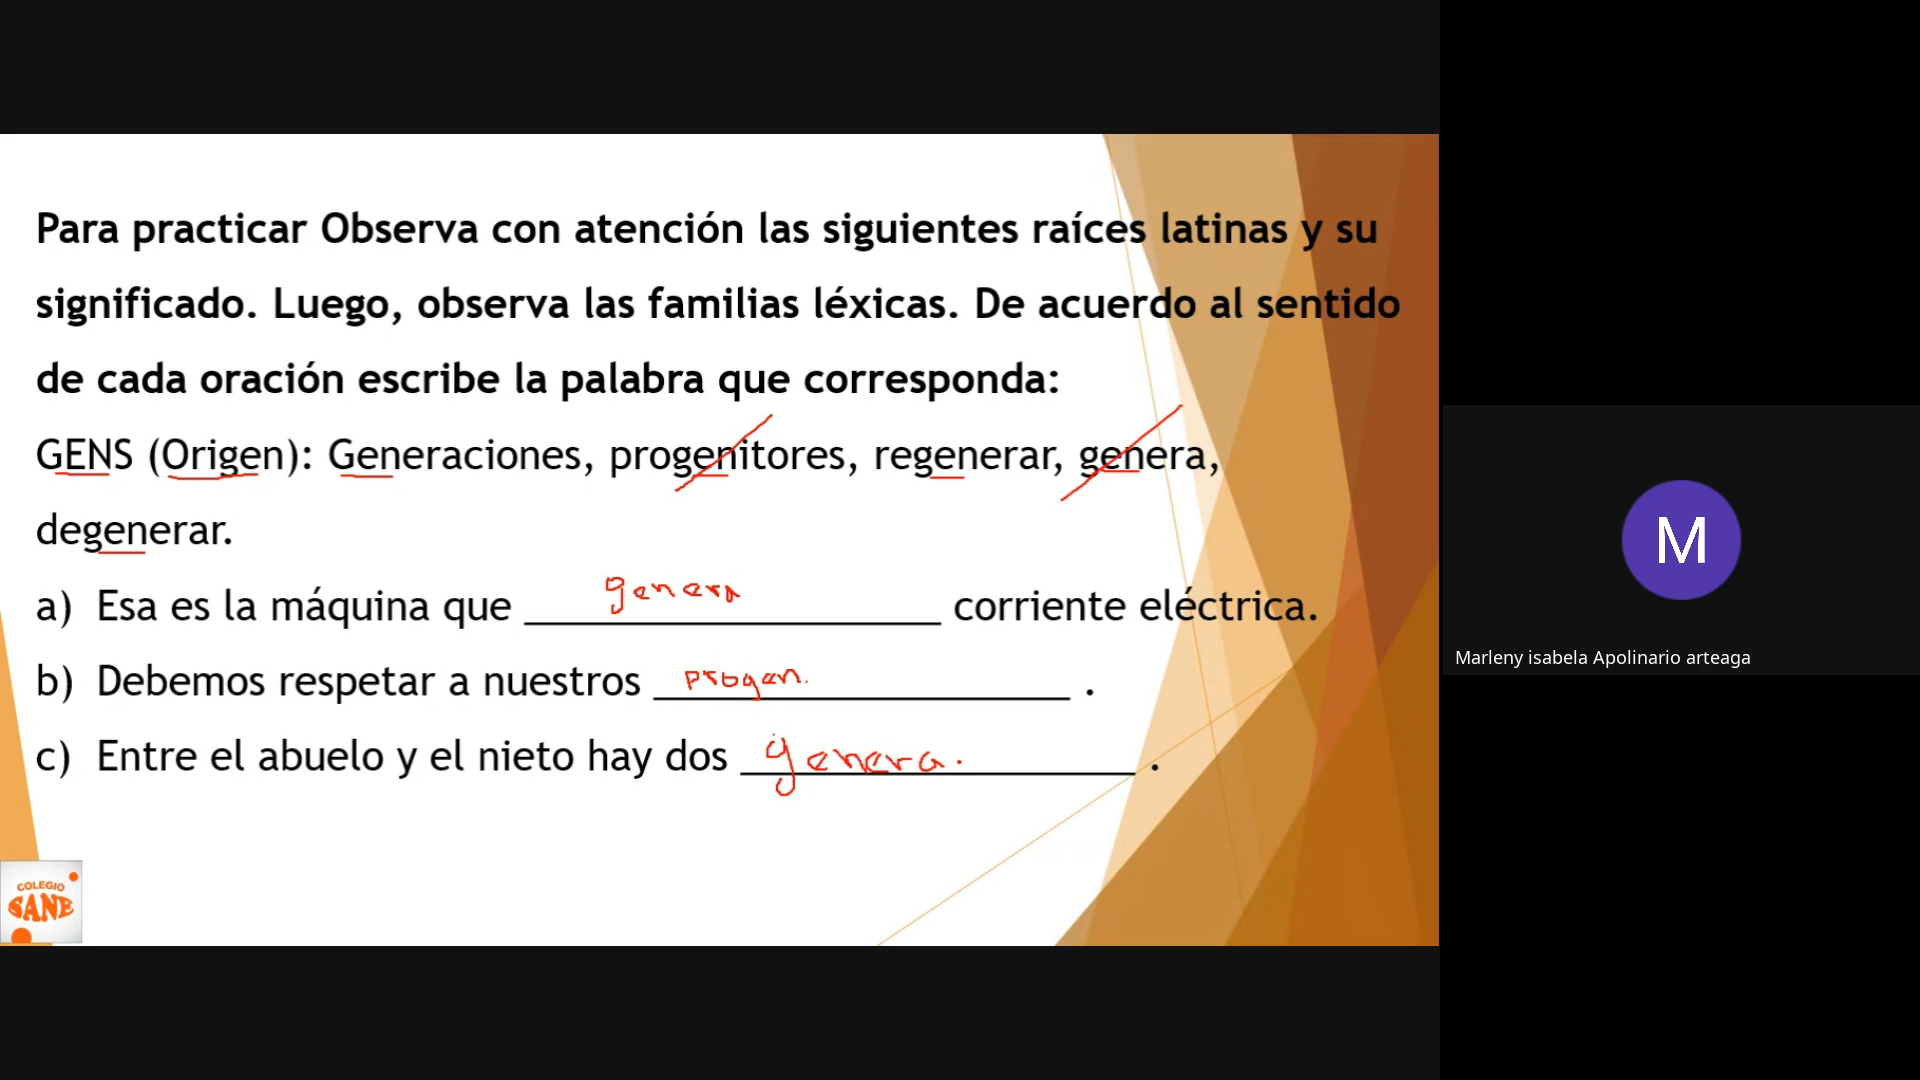 Para practicar Observa con atención las siguientes raíces latinas y su
significado. Luego, observa las familias léxicas. De acuerdo al sentido
de cada oración escribe la palabra que corresponda:
GENS (Origen): Generaciones, progenitores, regenerar, genera,
degenerar.
a) Esa es la máquina que genera corriente eléctrica.
b) Debemos respetar a nuestros progen. .
c) Entre el abuelo y el nieto hay dos genera. .
COLEGIO
SANE
M
Marleny isabela Apolinario arteaga